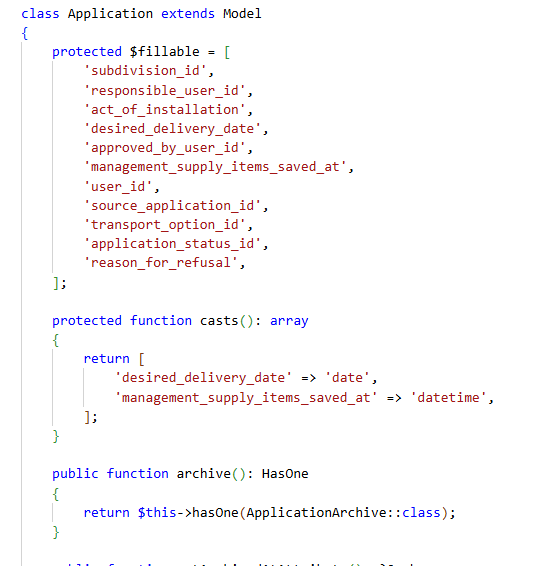 class Application extends Model
{
    protected $fillable = [
        'subdivision_id',
        'responsible_user_id',
        'act_of_installation',
        'desired_delivery_date',
        'approved_by_user_id',
        'management_supply_items_saved_at',
        'user_id',
        'source_application_id',
        'transport_option_id',
        'application_status_id',
        'reason_for_refusal',
    ];

    protected function casts(): array
    {
        return [
            'desired_delivery_date' => 'date',
            'management_supply_items_saved_at' => 'datetime',
        ];
    }

    public function archive(): HasOne
    {
        return $this->hasOne(ApplicationArchive::class);
    }